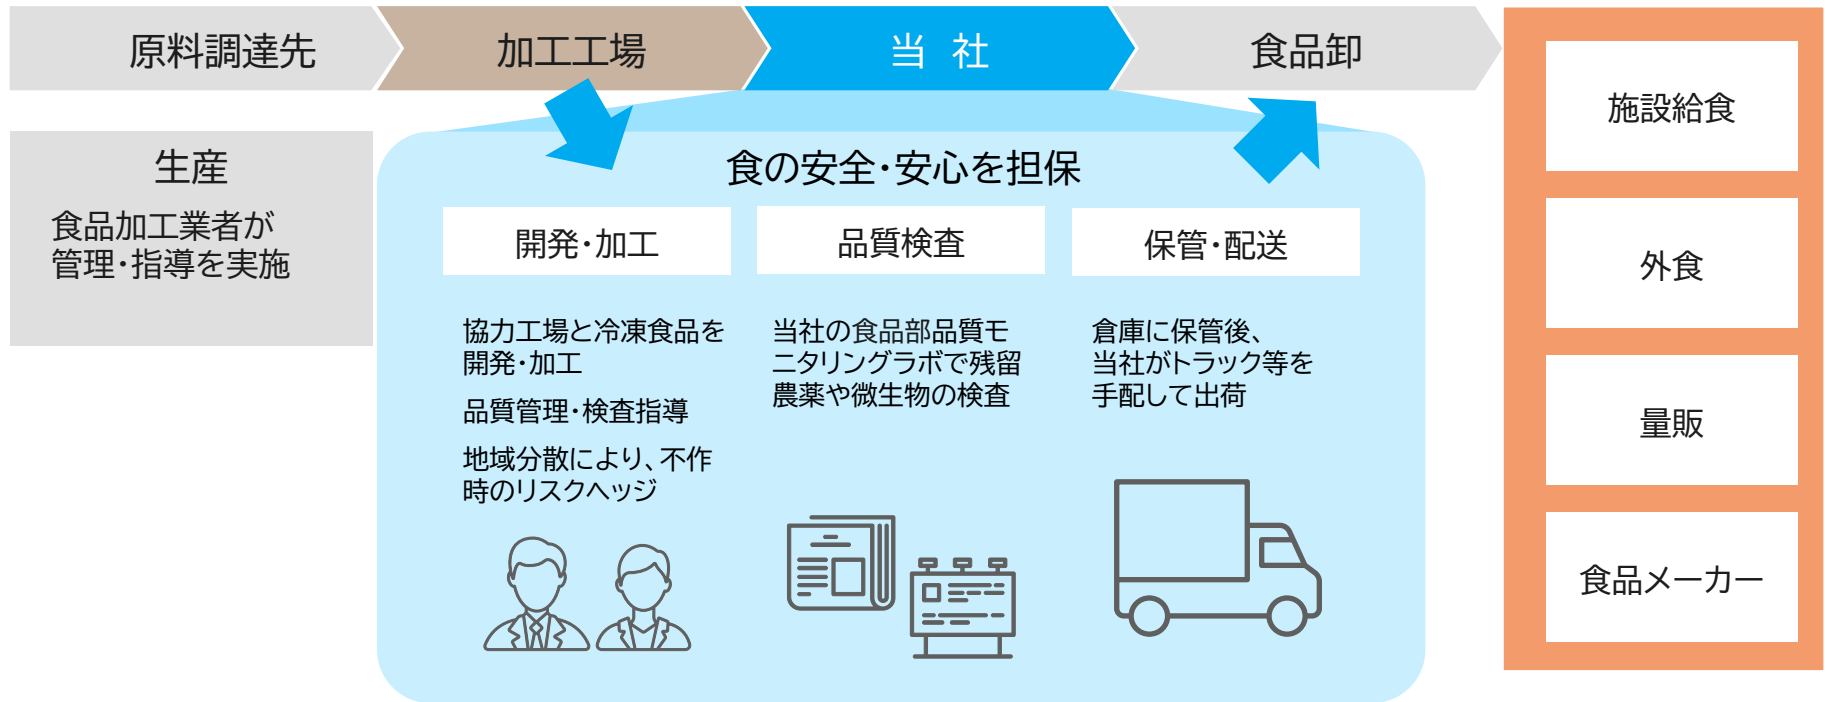 原料調達先
加工工場
当 社
食品卸
生産
食品加工業者が
管理・指導を実施
食の安全・安心を担保
開発・加工
協力工場と冷凍食品を
開発・加工
品質管理・検査指導
地域分散により、不作
時のリスクヘッジ
品質検査
当社の食品部品質モ
ニタリングラボで残留
農薬や微生物の検査
保管・配送
倉庫に保管後、
当社がトラック等を
手配して出荷
施設給食
外食
量販
食品メーカー